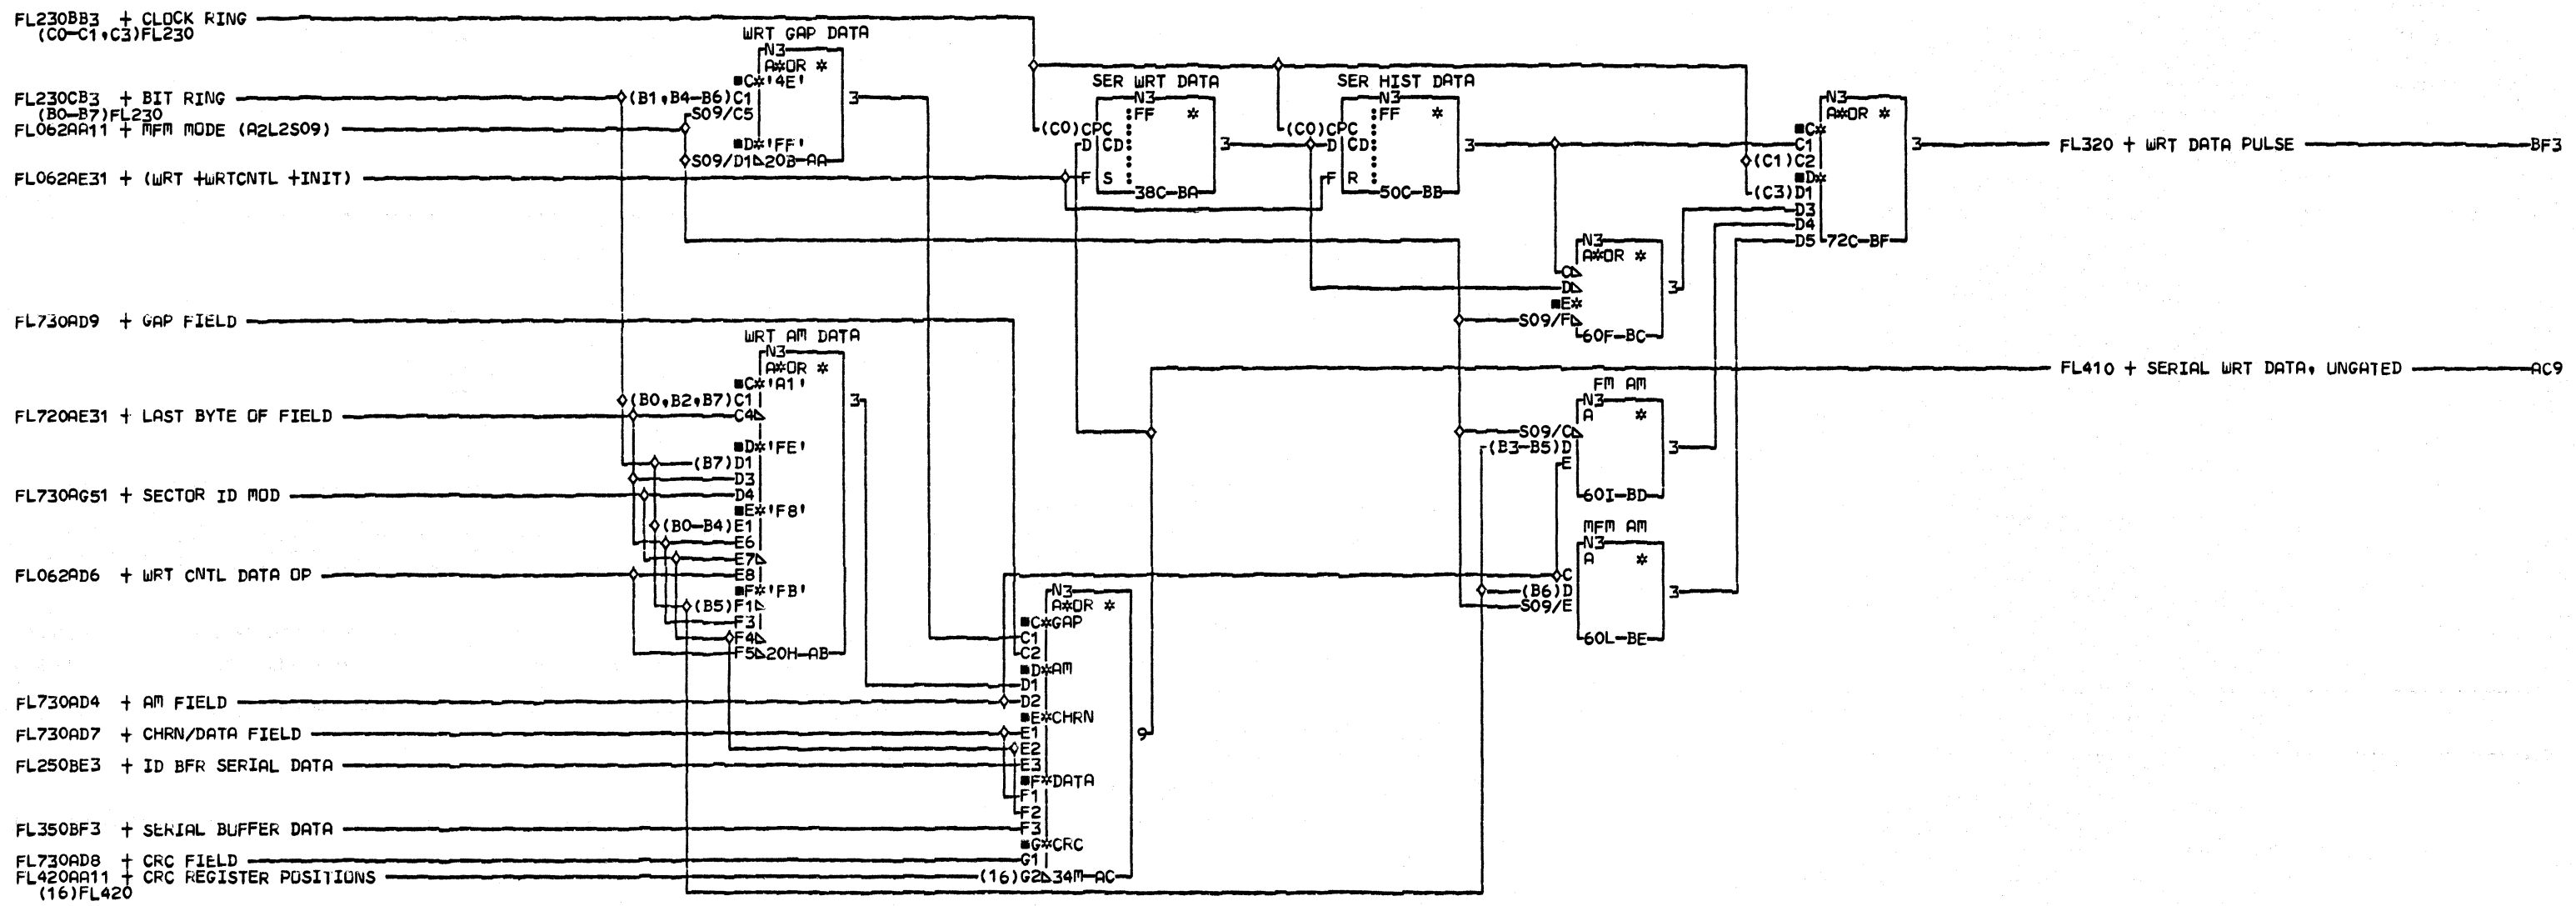 FL230BB3 + CLOCK RING
(C0-C1,C3)FL230
FL230CB3 + BIT RING
(B0-B7)FL230
FL062AA11 + MFM MODE (A2L2S09)
FL062AE31 + (WRT +WRTCNTL +INIT)
FL730AD9 + GAP FIELD
FL720AE31 + LAST BYTE OF FIELD
FL730AG51 + SECTOR ID MOD
FL062AD6 + WRT CNTL DATA OP
FL730AD4 + AM FIELD
FL730AD7 + CHRN/DATA FIELD
FL250BE3 + ID BFR SERIAL DATA
FL350BF3 + SERIAL BUFFER DATA
FL730AD8 + CRC FIELD
FL420AA11 + CRC REGISTER POSITIONS
(16)FL420
WRT GAP DATA
N3
A*OR *
■C*'4E'
(B1,B4-B6)C1
S09/C5
■D*'FF'
S09/D1 20B-AA
3
WRT AM DATA
N3
A*OR *
■C*'A1'
(B0,B2,B7)C1
C4
■D*'FE'
(B7)D1
D3
D4
■E*'F8'
(B0-B4)E1
E6
E7
E8
■F*'FB'
(B5)F1
F3
F4
F5 20H-AB
3
N3
A*OR *
■C*GAP
C1
C2
■D*AM
D1
D2
■E*CHRN
E1
E2
E3
■F*DATA
F1
F2
F3
■G*CRC
G1
(16)G2 34M-AC
9
SER WRT DATA
N3
FF *
(C0)CPC
D CD
F S
38C-BA
3
SER HIST DATA
N3
FF *
(C0)CPC
D CD
F R
50C-BB
3
N3
A*OR *
C
D
■E*
S09/F
60F-BC
3
FM AM
N3
A *
S09/C
(B3-B5)D
E
60I-BD
3
MFM AM
N3
A *
C
(B6)D
S09/E
60L-BE
3
N3
A*OR *
■C*
C1
(C1)C2
■D*
(C3)D1
D3
D4
D5 72C-BF
3
FL320 + WRT DATA PULSE BF3
FL410 + SERIAL WRT DATA, UNGATED AC9